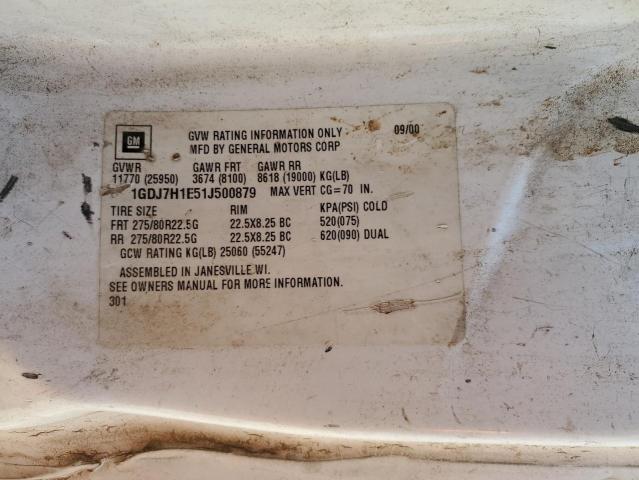 GM
GVW RATING INFORMATION ONLY 09/00
MFD BY GENERAL MOTORS CORP
GVWR GAWR FRT GAWR RR
11770 (25950) 3674 (8100) 8618 (19000) KG(LB)
1GDJ7H1E51J500879 MAX VERT CG=70 IN.
TIRE SIZE RIM KPA(PSI) COLD
FRT 275/80R22.5G 22.5X8.25 BC 520(075)
RR 275/80R22.5G 22.5X8.25 BC 620(090) DUAL
GCW RATING KG(LB) 25060 (55247)
ASSEMBLED IN JANESVILLE WI.
SEE OWNERS MANUAL FOR MORE INFORMATION.
301